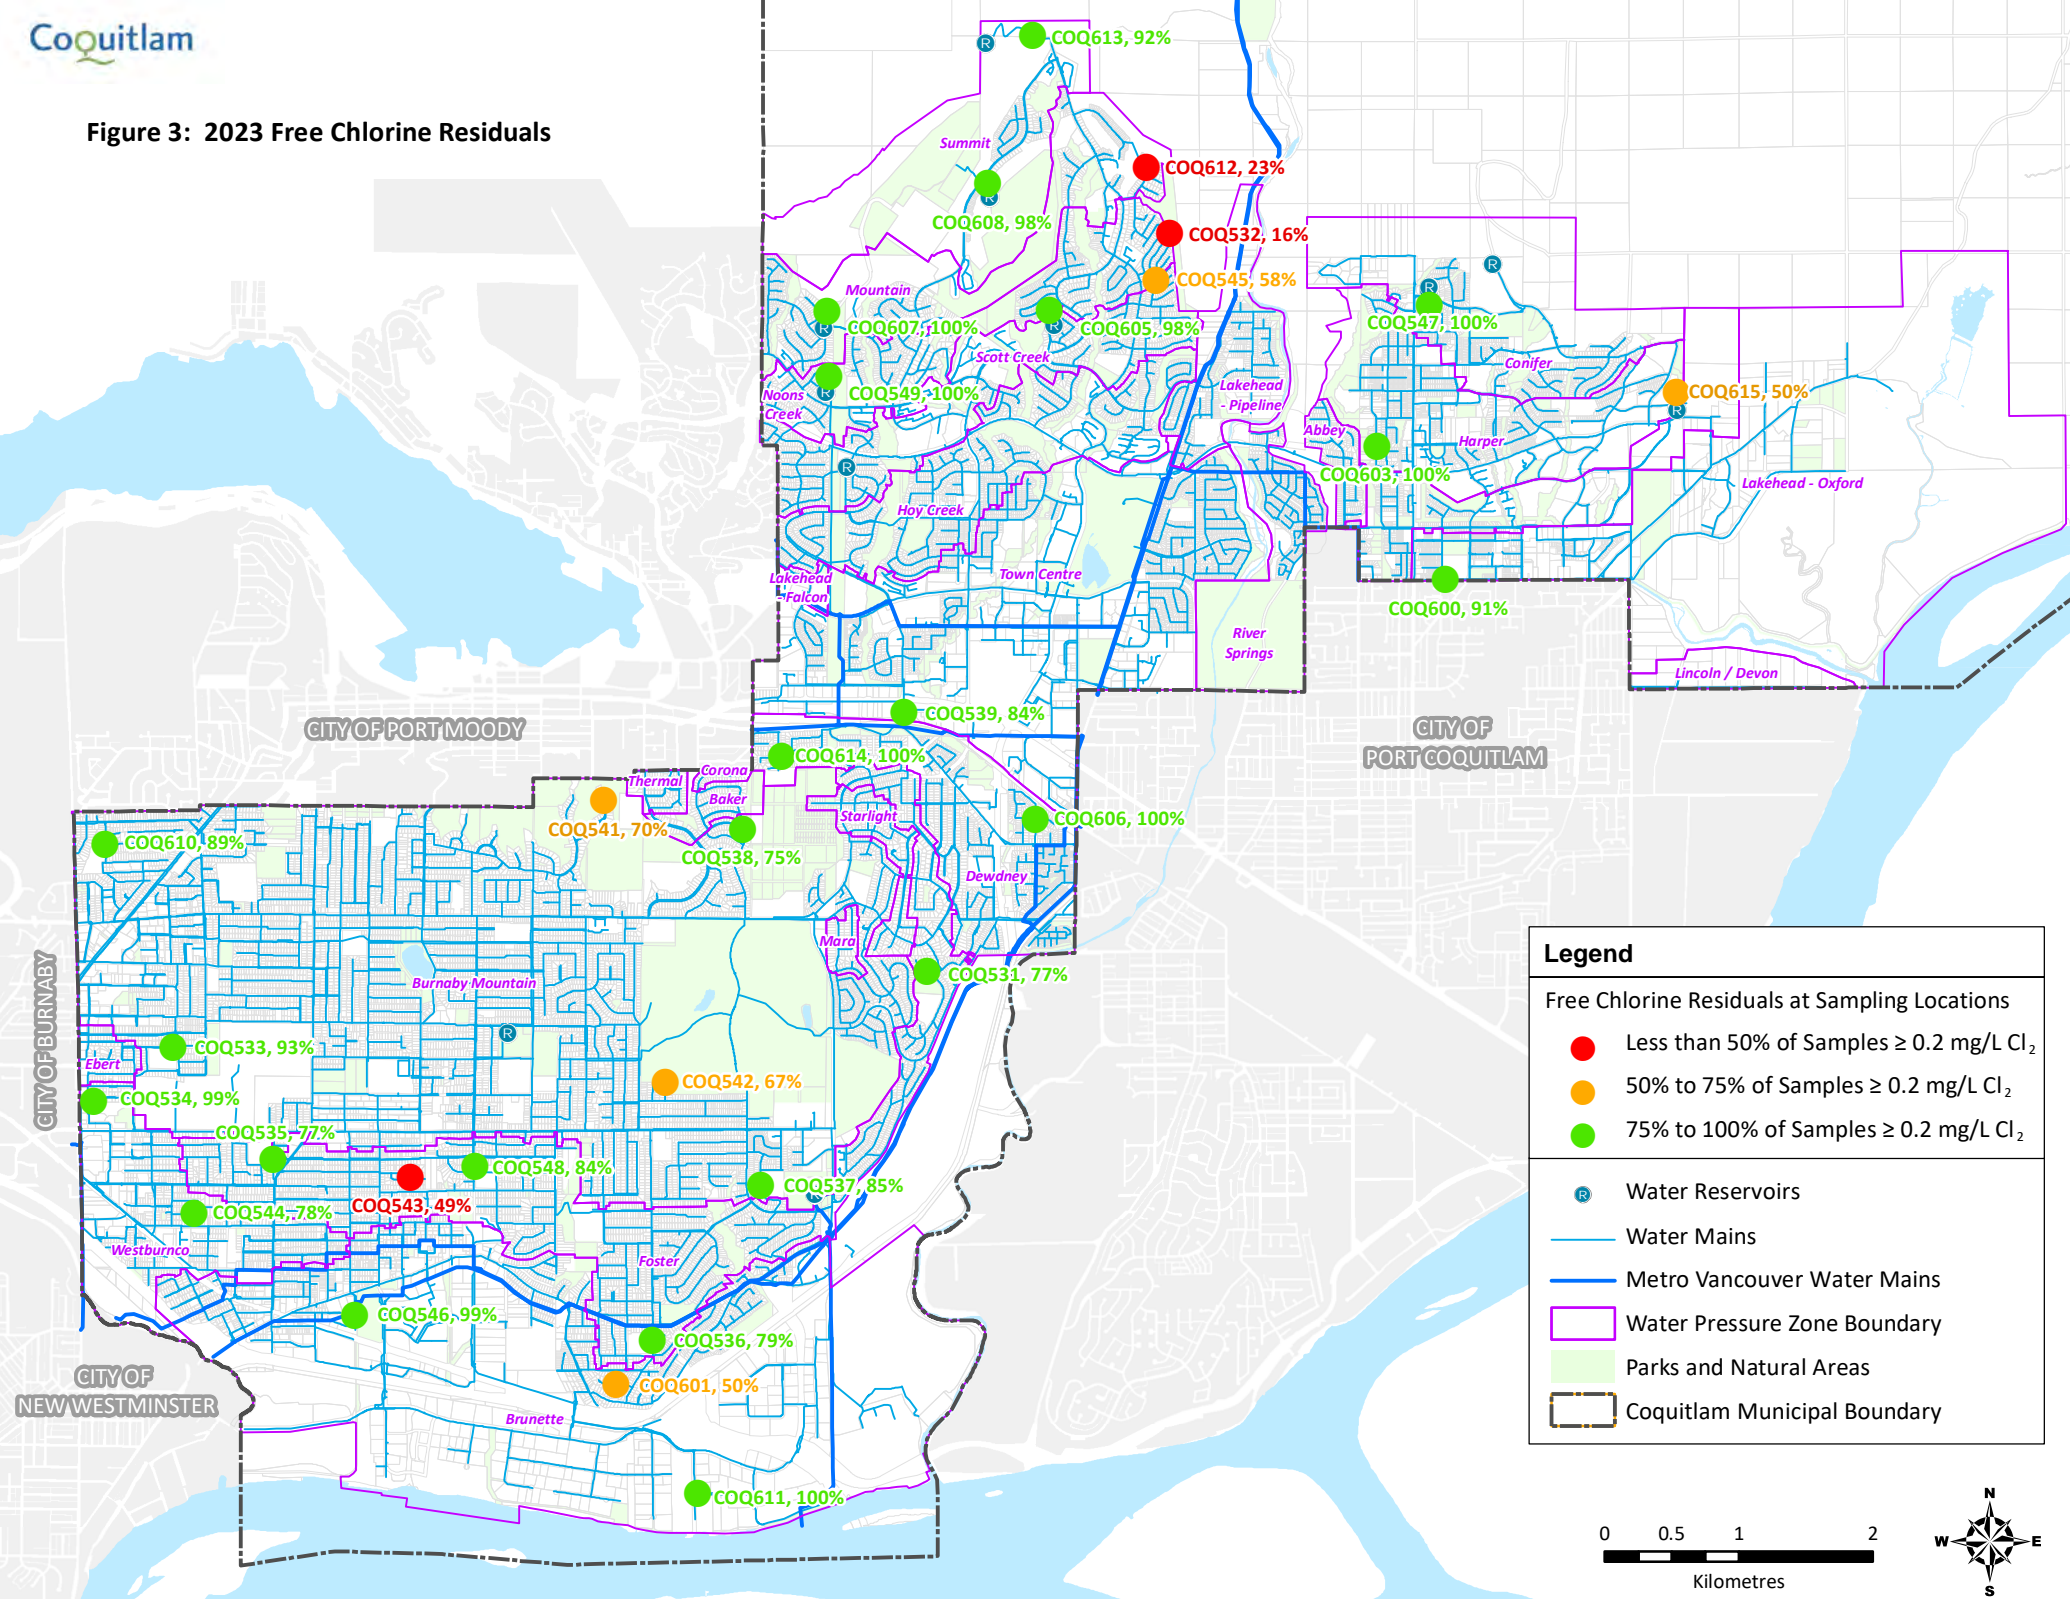 Coquitlam
Figure 3:  2023 Free Chlorine Residuals
COQ613, 92%
R
Summit
COQ612, 23%
R
COQ608, 98%
COQ532, 16%
R
COQ545, 58%
R
Mountain
COQ607, 100%
R
COQ605, 98%
R
COQ547, 100%
Scott Creek
Conifer
Noons
Creek
COQ549, 100%
R
Lakehead
- Pipeline
COQ615, 50%
R
Abbey
Harper
R
COQ603, 100%
Lakehead - Oxford
Hoy Creek
Town Centre
Lakehead
- Falcon
COQ600, 91%
River
Springs
Lincoln / Devon
COQ539, 84%
CITY OF PORT MOODY
CITY OF
PORT COQUITLAM
COQ614, 100%
Thermal
Corona
Baker
Starlight
COQ541, 70%
COQ606, 100%
COQ610, 89%
COQ538, 75%
Dewdney
Mara
COQ531, 77%
Burnaby Mountain
CITY OF BURNABY
R
COQ533, 93%
Ebert
COQ542, 67%
COQ534, 99%
COQ535, 77%
COQ548, 84%
COQ537, 85%
R
COQ543, 49%
COQ544, 78%
Westburnco
Foster
COQ546, 99%
COQ536, 79%
CITY OF
NEW WESTMINSTER
COQ601, 50%
Brunette
COQ611, 100%
Legend
Free Chlorine Residuals at Sampling Locations
Less than 50% of Samples ≥ 0.2 mg/L Cl₂
50% to 75% of Samples ≥ 0.2 mg/L Cl₂
75% to 100% of Samples ≥ 0.2 mg/L Cl₂
R Water Reservoirs
Water Mains
Metro Vancouver Water Mains
Water Pressure Zone Boundary
Parks and Natural Areas
Coquitlam Municipal Boundary
0 0.5 1 2
Kilometres
N
W E
S